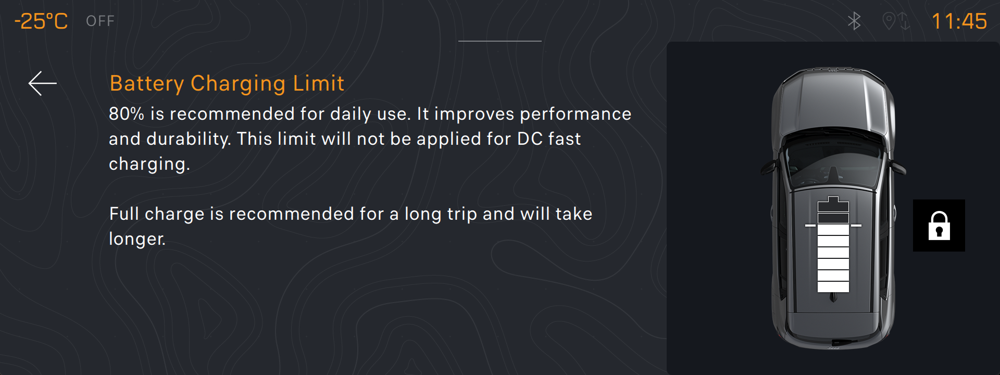 -25°C OFF 11:45
Battery Charging Limit
80% is recommended for daily use. It improves performance
and durability. This limit will not be applied for DC fast
charging.
Full charge is recommended for a long trip and will take
longer.